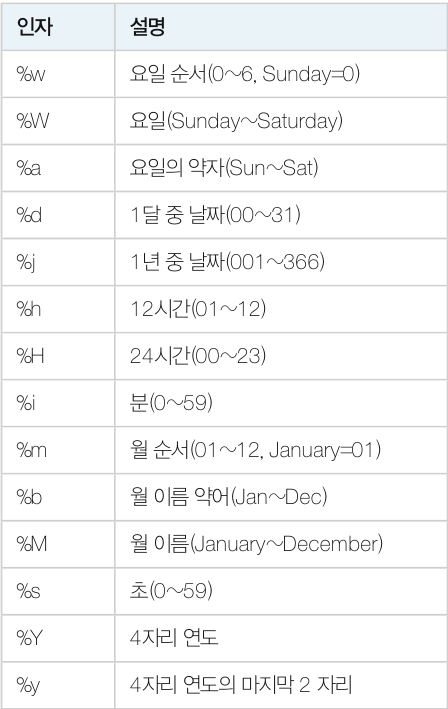 인자 설명
%w 요일 순서(0~6, Sunday=0)
%W 요일(Sunday~Saturday)
%a 요일의 약자(Sun~Sat)
%d 1달 중 날짜(00~31)
%j 1년 중 날짜(001~366)
%h 12시간(01~12)
%H 24시간(00~23)
%i 분(0~59)
%m 월 순서(01~12, January=01)
%b 월 이름 약어(Jan~Dec)
%M 월 이름(January~December)
%s 초(0~59)
%Y 4자리 연도
%y 4자리 연도의 마지막 2 자리